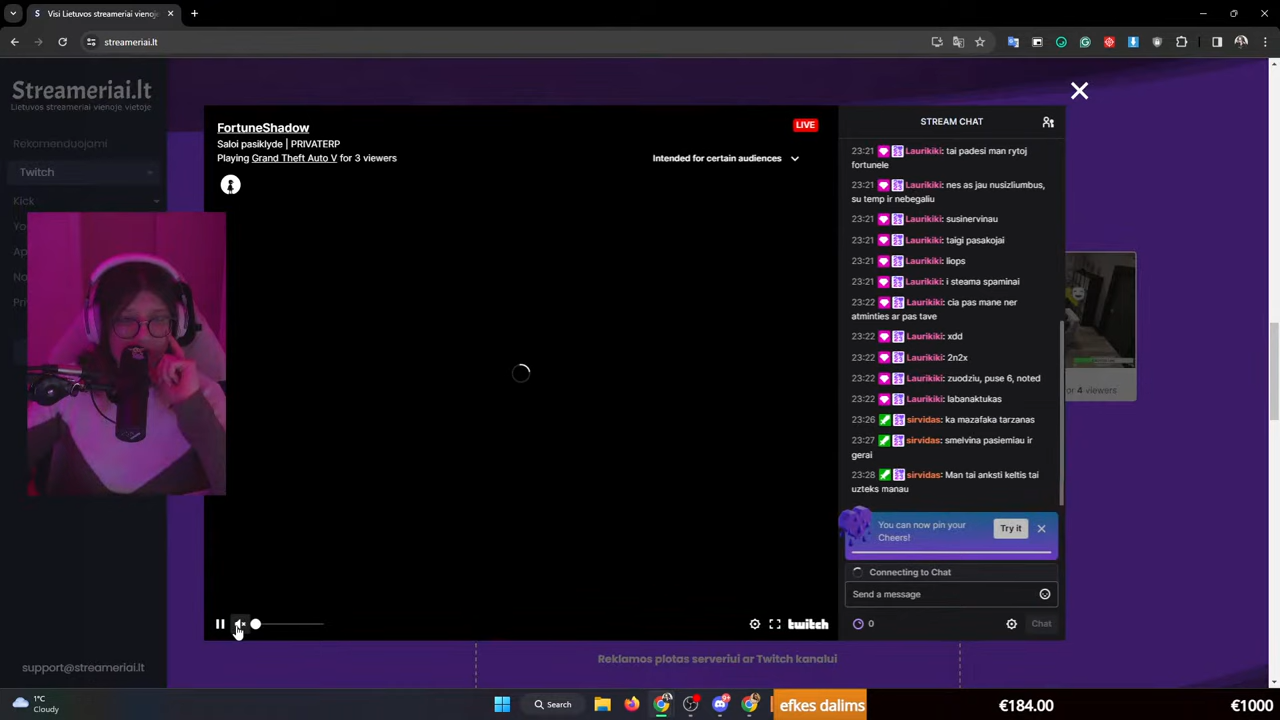 Visi Lietuvos streameriai vienoje
streameriai.lt
Streameriai.lt
Lietuvos streameriai vienoje vietoje
Rekomenduojami
Twitch
Kick
support@streameriai.lt
FortuneShadow
Saloi pasiklyde | PRIVATERP
Playing Grand Theft Auto V for 3 viewers
LIVE
Intended for certain audiences
STREAM CHAT
23:21 Laurikiki: tai padesi man rytoj
fortunele
23:21 Laurikiki: nes as jau nusizliumbus,
su temp ir nebegaliu
23:21 Laurikiki: susinervinau
23:21 Laurikiki: taigi pasakojai
23:21 Laurikiki: liops
23:21 Laurikiki: i steama spaminai
23:22 Laurikiki: cia pas mane ner
atminties ar pas tave
23:22 Laurikiki: xdd
23:22 Laurikiki: 2n2x
23:22 Laurikiki: zuodziu, puse 6, noted
23:22 Laurikiki: labanaktukas
23:26 sirvidas: ka mazafaka tarzanas
23:27 sirvidas: smelvina pasiemiau ir
gerai
23:28 sirvidas: Man tai anksti keltis tai
uzteks manau
You can now pin your
Cheers!
Try it
Connecting to Chat
Send a message
0
Chat
twitch
for 4 viewers
Reklamos plotas serveriui ar Twitch kanalui
1°C
Cloudy
Search
efkes dalims
€184.00
€1000